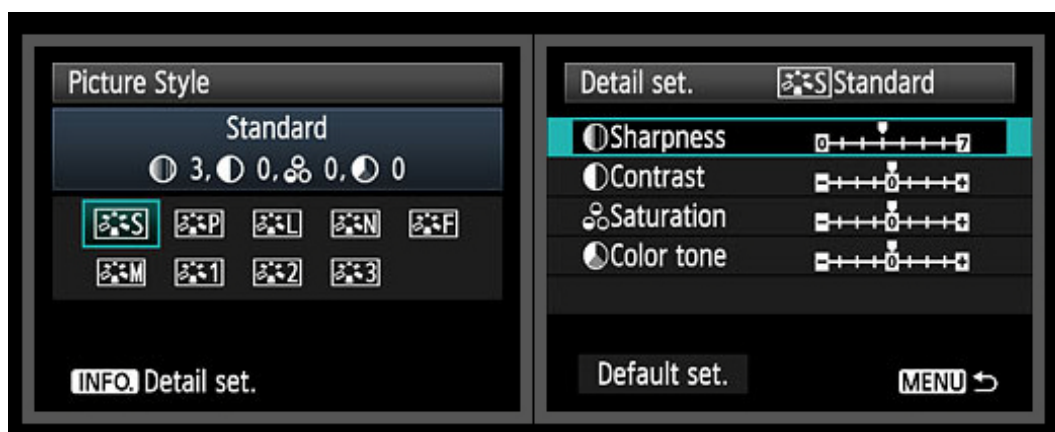 Picture Style
Standard
3, 0, 0, 0
S P L N F
M 1 2 3
INFO. Detail set.
Detail set. S Standard
Sharpness 0 7
Contrast 0
Saturation 0
Color tone 0
Default set.
MENU